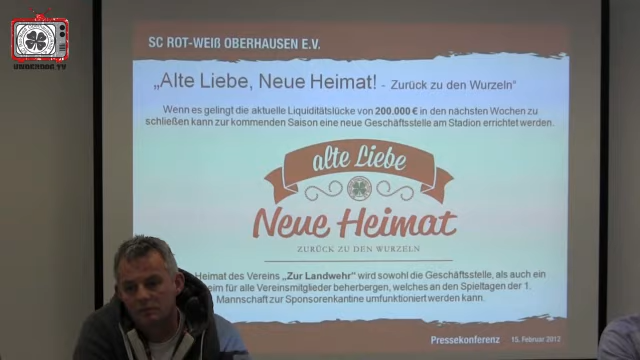 UNDERDOG TV
SC ROT-WEIß OBERHAUSEN E.V.
„Alte Liebe, Neue Heimat! - Zurück zu den Wurzeln“
Wenn es gelingt die aktuelle Liquiditätslücke von 200.000 € in den nächsten Wochen zu
schließen kann zur kommenden Saison eine neue Geschäftsstelle am Stadion errichtet werden.
alte Liebe
Neue Heimat
ZURÜCK ZU DEN WURZELN
Heimat des Vereins „Zur Landwehr“ wird sowohl die Geschäftsstelle, als auch ein
eim für alle Vereinsmitglieder beherbergen, welches an den Spieltagen der 1.
Mannschaft zur Sponsorenkantine umfunktioniert werden kann.
Pressekonferenz 15. Februar 2012